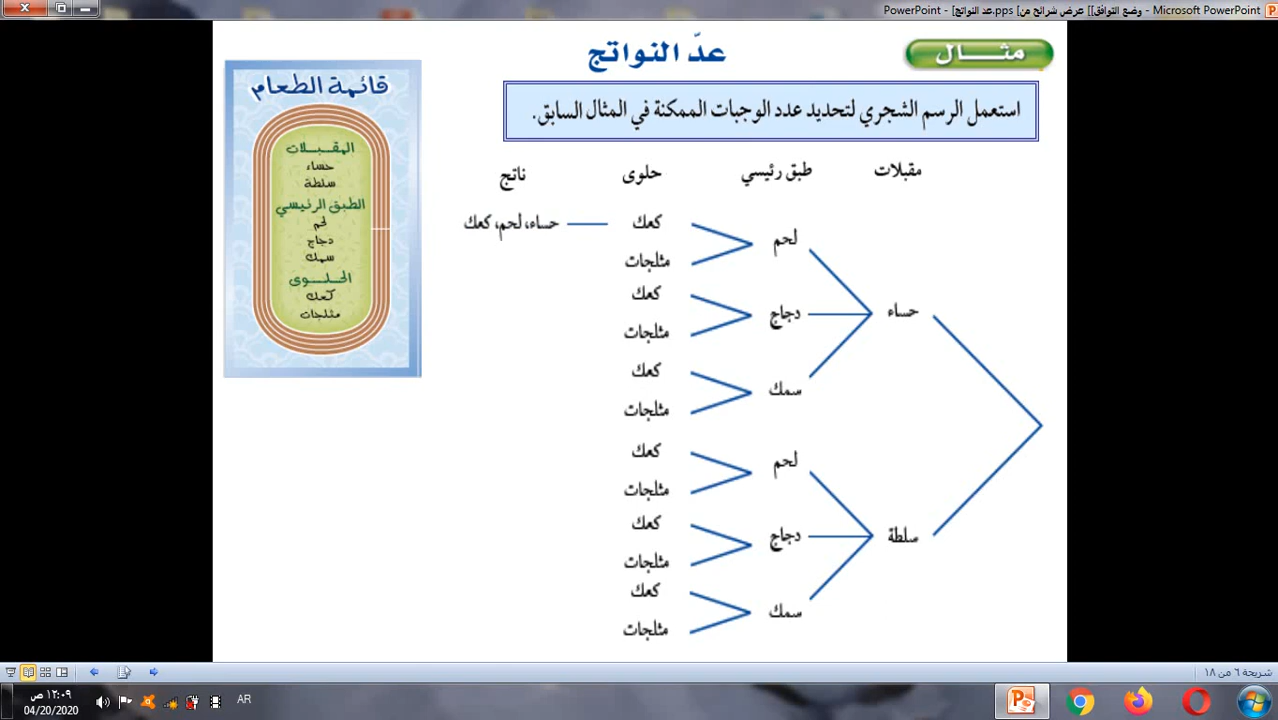 PowerPoint - [عد النواتج.pps [عرض شرائح من] [وضع التوافق - Microsoft PowerPoint
مثـــال
عدّ النواتج
استعمل الرسم الشجري لتحديد عدد الوجبات الممكنة في المثال السابق.
قائمة الطعام
المقبـلات
حساء
سلطة
الطبق الرئيسي
لحم
دجاج
سمك
الحلـوى
كعك
مثلجات
مقبلات
طبق رئيسي
حلوى
ناتج
حساء
لحم
كعك
حساء، لحم، كعك
مثلجات
دجاج
كعك
مثلجات
سمك
كعك
مثلجات
سلطة
لحم
كعك
مثلجات
دجاج
كعك
مثلجات
سمك
كعك
مثلجات
شريحة ٦ من ١٨
AR
١٢:٠٩ ص
04/20/2020